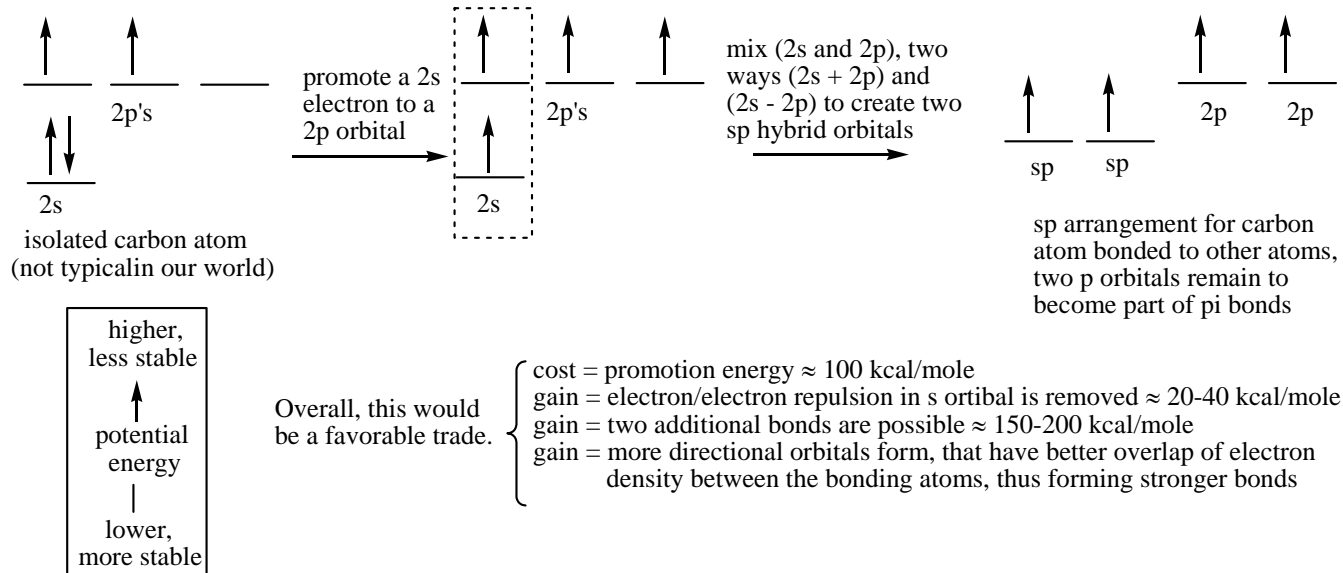 promote a 2s
electron to a
2p orbital
mix (2s and 2p), two
ways (2s + 2p) and
(2s - 2p) to create two
sp hybrid orbitals
2p's
2s
2p's
2s
2p
2p
sp
sp
isolated carbon atom
(not typicalin our world)
sp arrangement for carbon
atom bonded to other atoms,
two p orbitals remain to
become part of pi bonds
higher,
less stable
potential
energy
lower,
more stable
Overall, this would
be a favorable trade.
cost = promotion energy ≈ 100 kcal/mole
gain = electron/electron repulsion in s ortibal is removed ≈ 20-40 kcal/mole
gain = two additional bonds are possible ≈ 150-200 kcal/mole
gain = more directional orbitals form, that have better overlap of electron
density between the bonding atoms, thus forming stronger bonds